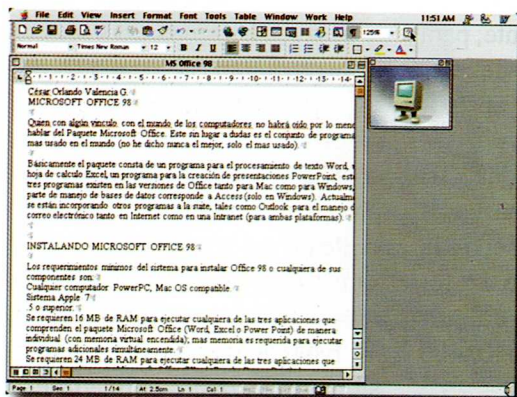 File Edit View Insert Format Font Tools Table Window Work Help 11:51 AM
125%
Normal Times New Roman 12 B I U
MS Office 98
César Orlando Valencia G.
MICROSOFT OFFICE 98
Quien con algún vinculo con el mundo de los computadores no habrá oido por lo meno
hablar del Paquete Microsoft Office. Este sin lugar a dudas es el conjunto de programa
mas usado en el mundo (no he dicho nunca el mejor, solo el mas usado).
Básicamente el paquete consta de un programa para el procesamiento de texto Word,
hoja de calculo Excel, un programa para la creación de presentaciones PowerPoint, esto
tres programas existen en las versiones de Office tanto para Mac como para Windows,
parte de manejo de bases de datos corresponde a Access (solo en Windows). Actualme
se están incorporando otros programas a la suite, tales como Outlook para el manejo d
correo electrónico tanto en Internet como en una Intranet (para ambas plataformas).
INSTALANDO MICROSOFT OFFICE 98
Los requerimientos minimos del sistema para instalar Office 98 o cualquiera de sus
componentes son:
Cualquier computador PowerPC, Mac OS compatible.
Sistema Apple 7
.5 o superior.
Se requieren 16 MB de RAM para ejecutar cualquiera de las tres aplicaciones que
comprenden el paquete Microsoft Office (Word, Excel o Power Point) de manera
individual (con memoria virtual encendida); mas memoria es requerida para ejecutar
programas adicionales simultáneamente.
Se requieren 24 MB de RAM para ejecutar cualquiera de las tres aplicaciones que
Page 1 Sec 1 1/14 At 2.5cm Ln 1 Col 1